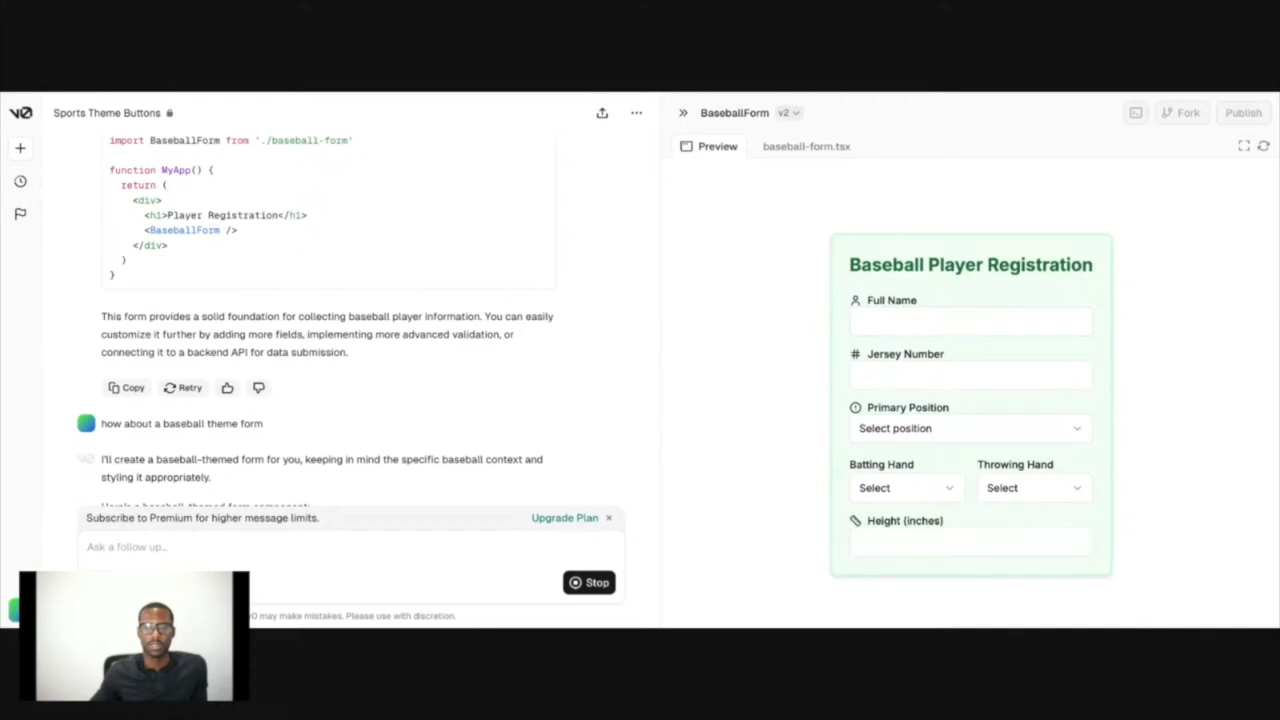 v0
Sports Theme Buttons
import BaseballForm from './baseball-form'
function MyApp() {
return (
<div>
<h1>Player Registration</h1>
<BaseballForm />
</div>
)
}
This form provides a solid foundation for collecting baseball player information. You can easily
customize it further by adding more fields, implementing more advanced validation, or
connecting it to a backend API for data submission.
Copy Retry
how about a baseball theme form
I'll create a baseball-themed form for you, keeping in mind the specific baseball context and
styling it appropriately.
Here's a baseball-themed form component:
Subscribe to Premium for higher message limits. Upgrade Plan
Ask a follow up...
Stop
may make mistakes. Please use with discretion.
BaseballForm v2 Fork Publish
Preview baseball-form.tsx
Baseball Player Registration
Full Name
# Jersey Number
Primary Position
Select position
Batting Hand Throwing Hand
Select Select
Height (inches)